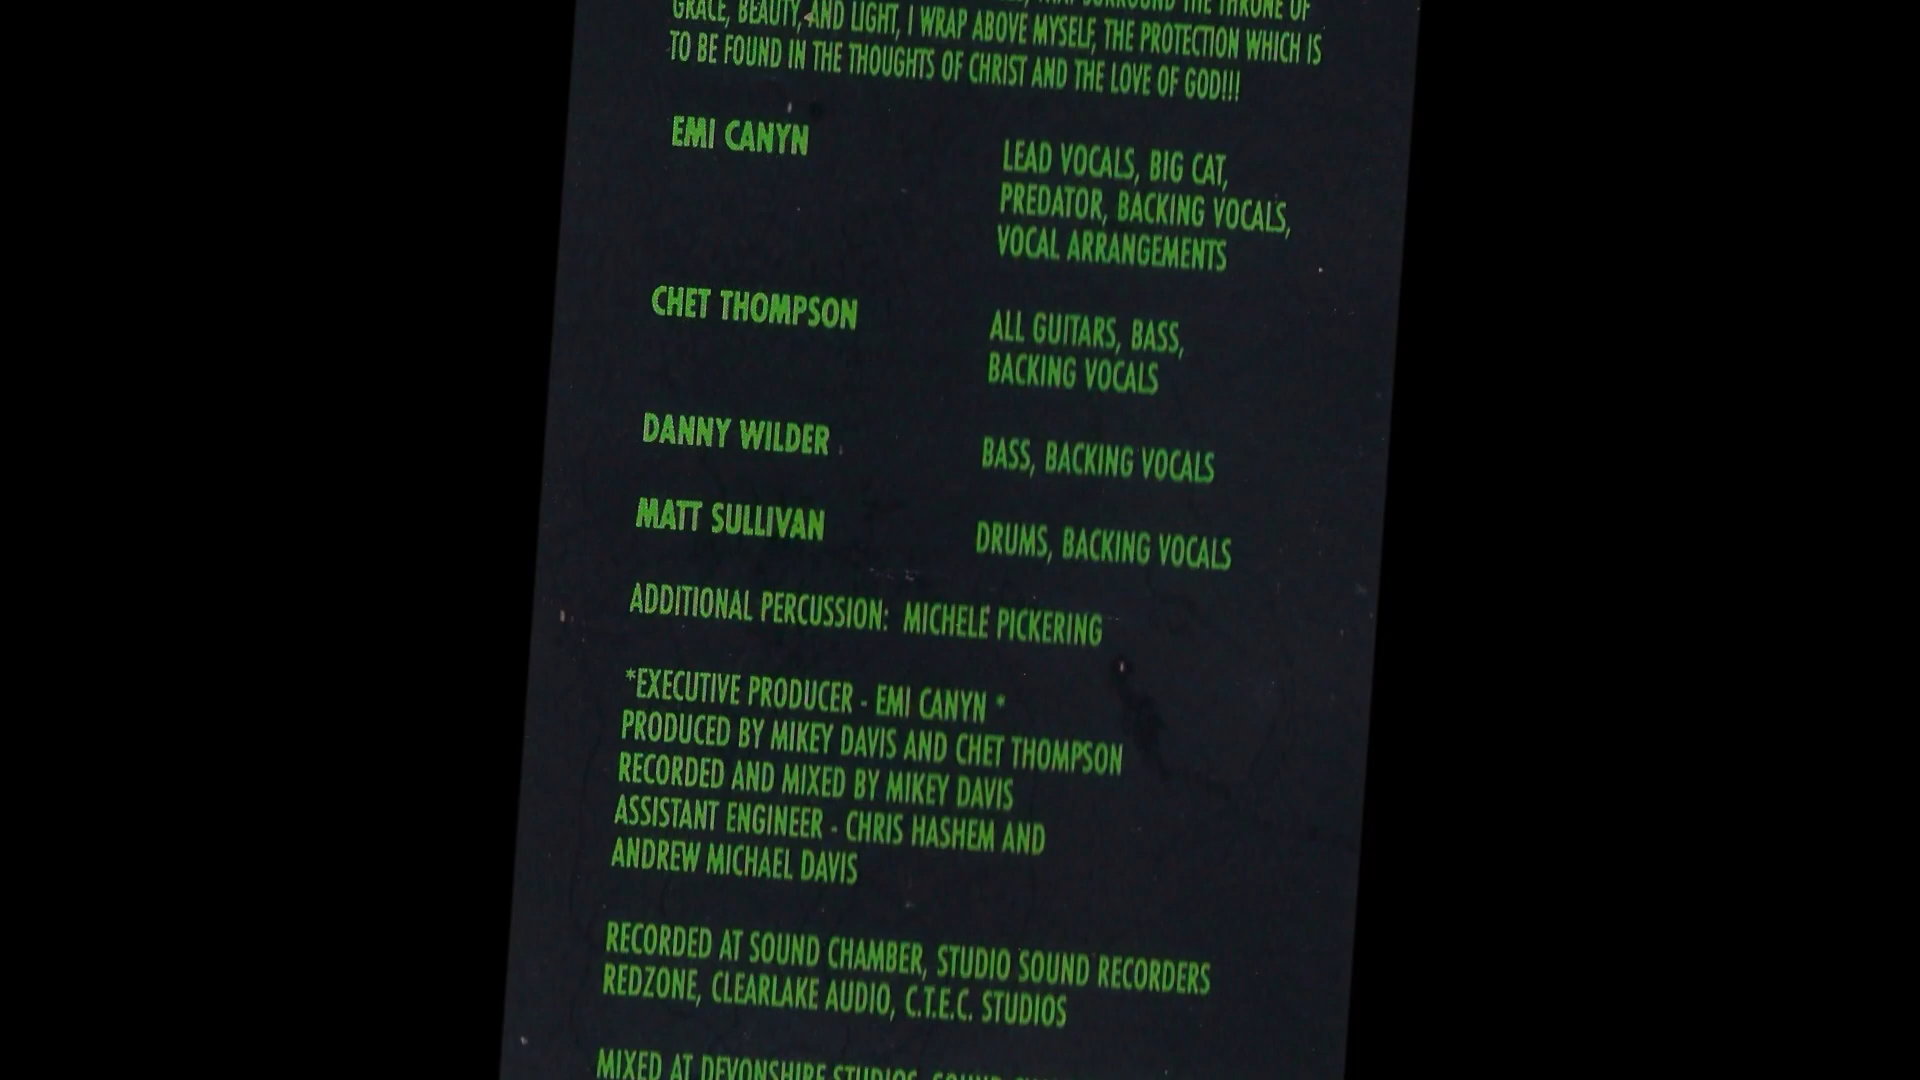 SURROUND THE THRONE OF
GRACE, BEAUTY, AND LIGHT, I WRAP ABOVE MYSELF, THE PROTECTION WHICH IS
TO BE FOUND IN THE THOUGHTS OF CHRIST AND THE LOVE OF GOD!!!
EMI CANYN
LEAD VOCALS, BIG CAT,
PREDATOR, BACKING VOCALS,
VOCAL ARRANGEMENTS
CHET THOMPSON
ALL GUITARS, BASS,
BACKING VOCALS
DANNY WILDER
BASS, BACKING VOCALS
MATT SULLIVAN
DRUMS, BACKING VOCALS
ADDITIONAL PERCUSSION: MICHELE PICKERING
*EXECUTIVE PRODUCER - EMI CANYN *
PRODUCED BY MIKEY DAVIS AND CHET THOMPSON
RECORDED AND MIXED BY MIKEY DAVIS
ASSISTANT ENGINEER - CHRIS HASHEM AND
ANDREW MICHAEL DAVIS
RECORDED AT SOUND CHAMBER, STUDIO SOUND RECORDERS
REDZONE, CLEARLAKE AUDIO, C.T.E.C. STUDIOS
MIXED AT DEVONSHIRE STUDIOS, SOUND